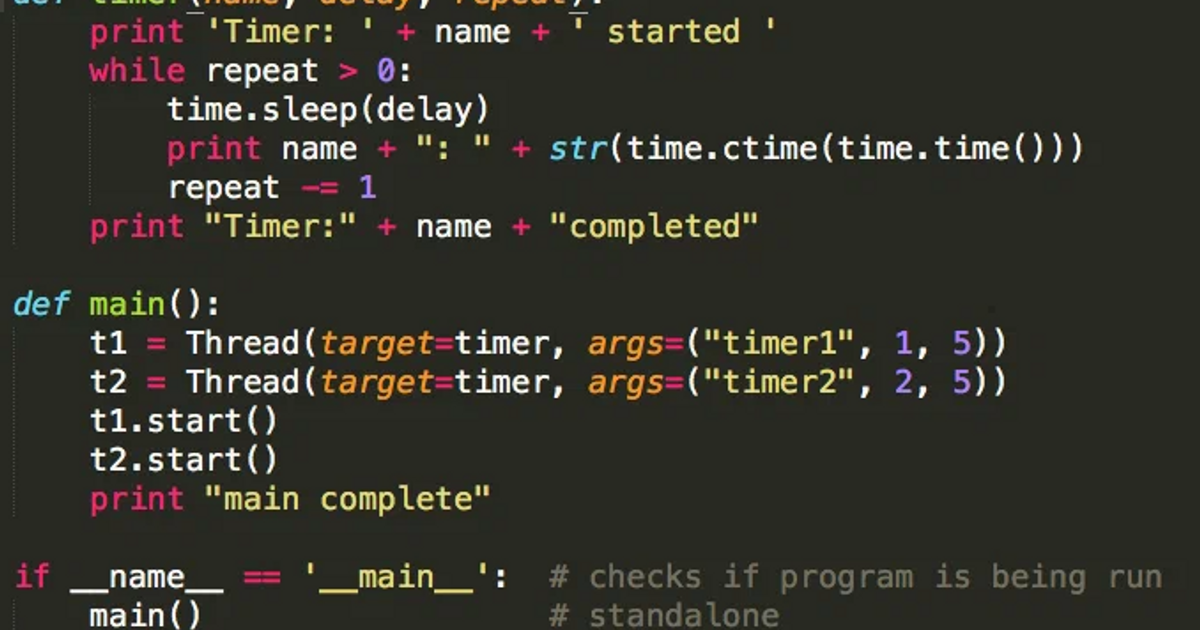 def timer(name, delay, repeat):
    print 'Timer: ' + name + ' started '
    while repeat > 0:
        time.sleep(delay)
        print name + ": " + str(time.ctime(time.time()))
        repeat -= 1
    print "Timer:" + name + "completed"
def main():
    t1 = Thread(target=timer, args=("timer1", 1, 5))
    t2 = Thread(target=timer, args=("timer2", 2, 5))
    t1.start()
    t2.start()
    print "main complete"
if __name__ == '__main__':  # checks if program is being run
    main()                  # standalone